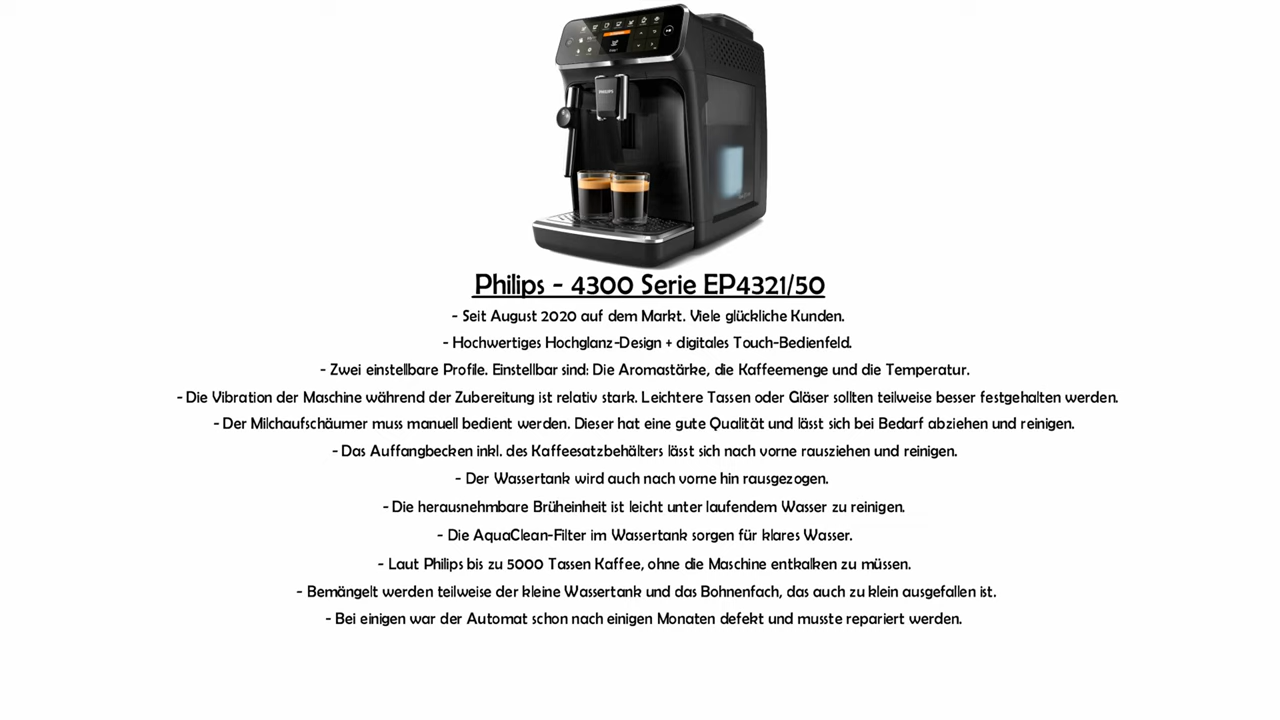 PHILIPS
Philips - 4300 Serie EP4321/50
- Seit August 2020 auf dem Markt. Viele glückliche Kunden.
- Hochwertiges Hochglanz-Design + digitales Touch-Bedienfeld.
- Zwei einstellbare Profile. Einstellbar sind: Die Aromastärke, die Kaffeemenge und die Temperatur.
- Die Vibration der Maschine während der Zubereitung ist relativ stark. Leichtere Tassen oder Gläser sollten teilweise besser festgehalten werden.
- Der Milchaufschäumer muss manuell bedient werden. Dieser hat eine gute Qualität und lässt sich bei Bedarf abziehen und reinigen.
- Das Auffangbecken inkl. des Kaffeesatzbehälters lässt sich nach vorne rausziehen und reinigen.
- Der Wassertank wird auch nach vorne hin rausgezogen.
- Die herausnehmbare Brüheinheit ist leicht unter laufendem Wasser zu reinigen.
- Die AquaClean-Filter im Wassertank sorgen für klares Wasser.
- Laut Philips bis zu 5000 Tassen Kaffee, ohne die Maschine entkalken zu müssen.
- Bemängelt werden teilweise der kleine Wassertank und das Bohnenfach, das auch zu klein ausgefallen ist.
- Bei einigen war der Automat schon nach einigen Monaten defekt und musste repariert werden.